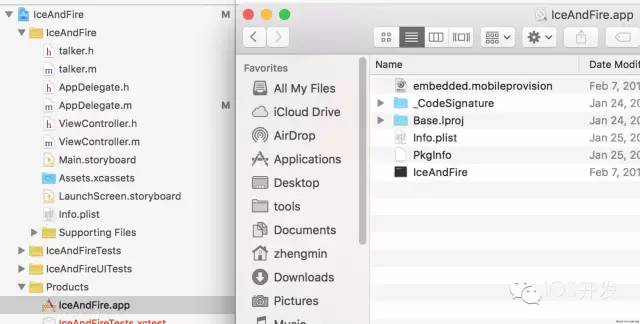 IceAndFire M
IceAndFire
talker.h
talker.m
AppDelegate.h
AppDelegate.m M
ViewController.h
ViewController.m
Main.storyboard
Assets.xcassets
LaunchScreen.storyboard
Info.plist
Supporting Files
IceAndFireTests
IceAndFireUITests
Products
IceAndFire.app
IceAndFireTests.xctest
IceAndFire.app
Favorites
All My Files
iCloud Drive
AirDrop
Applications
Desktop
tools
Documents
zhengmin
Downloads
Pictures
Music
Name Date Modif
embedded.mobileprovision Feb 7, 201
_CodeSignature Jan 24, 20
Base.lproj Jan 24, 20
Info.plist Jan 25, 20
PkgInfo Jan 25, 20
IceAndFire Feb 7, 201
iOS开发